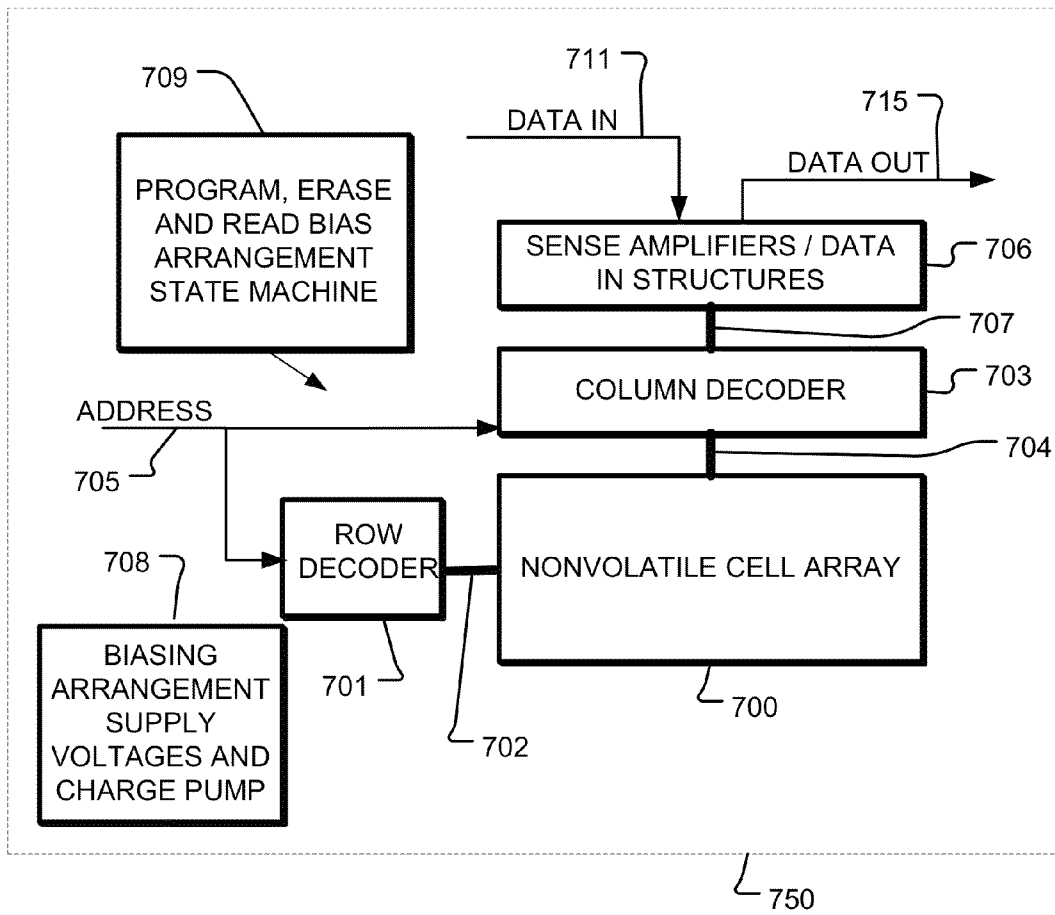 711
709
715
DATA IN
DATA OUT
PROGRAM, ERASE
AND READ BIAS
ARRANGEMENT
STATE MACHINE
SENSE AMPLIFIERS / DATA
IN STRUCTURES
706
707
COLUMN DECODER
703
ADDRESS
704
705
ROW
DECODER
NONVOLATILE CELL ARRAY
708
BIASING
ARRANGEMENT
SUPPLY
VOLTAGES AND
CHARGE PUMP
701
700
702
750